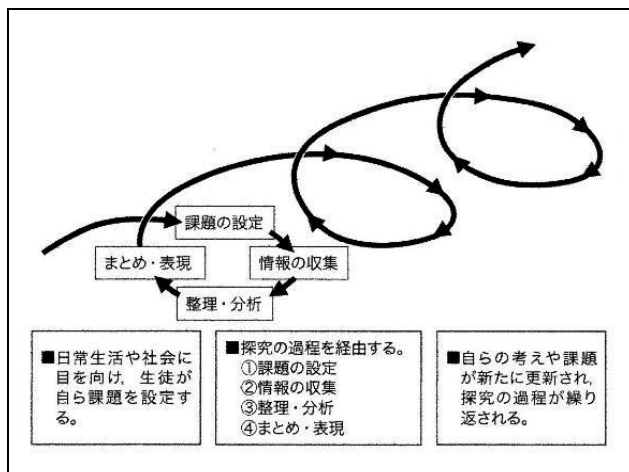 課題の設定
まとめ・表現
情報の収集
整理・分析
■日常生活や社会に
目を向け，生徒が
自ら課題を設定す
る。
■探究の過程を経由する。
①課題の設定
②情報の収集
③整理・分析
④まとめ・表現
■自らの考えや課題
が新たに更新され，
探究の過程が繰り
返される。